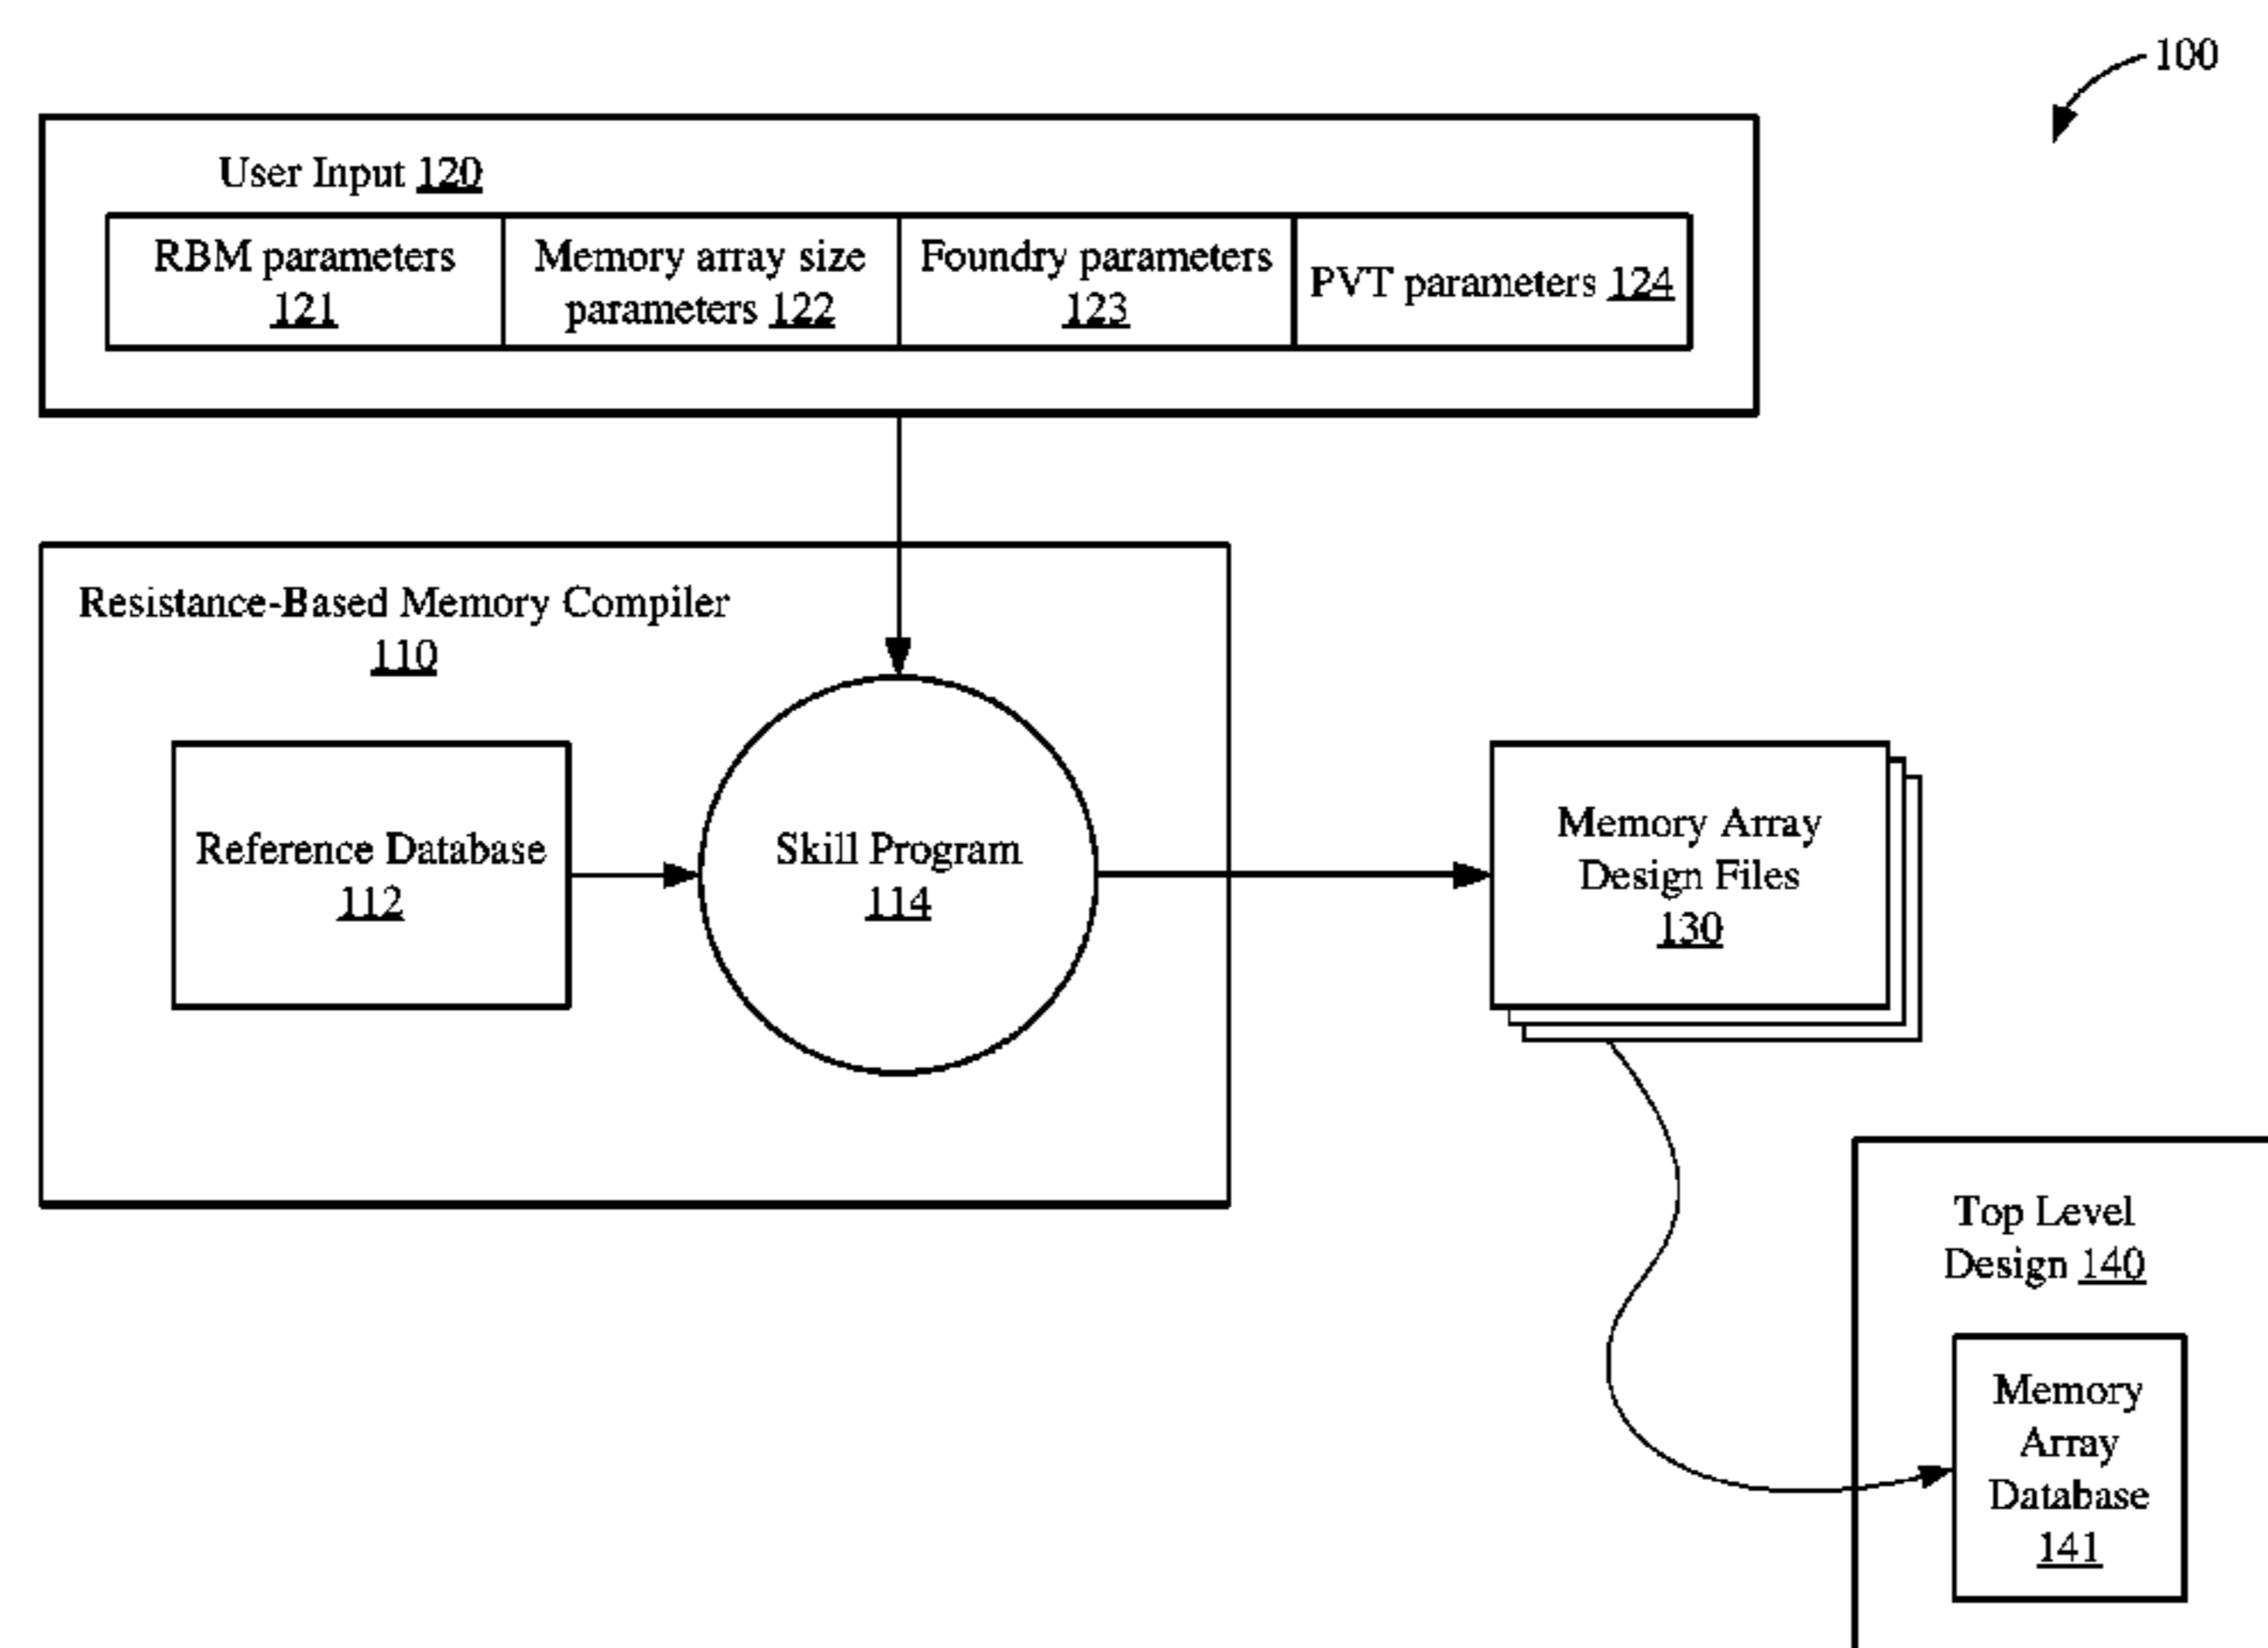 100
User Input 120
RBM parameters
121
Memory array size
parameters 122
Foundry parameters
123
PVT parameters 124
Resistance-Based Memory Compiler
110
Reference Database
112
Skill Program
114
Memory Array
Design Files
130
Top Level
Design 140
Memory
Array
Database
141